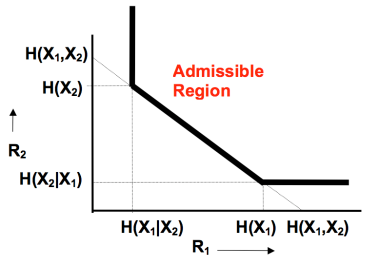 H(X₁,X₂)
Admissible
Region
H(X₂)
R₂
H(X₂|X₁)
H(X₁|X₂)
H(X₁)
H(X₁,X₂)
R₁